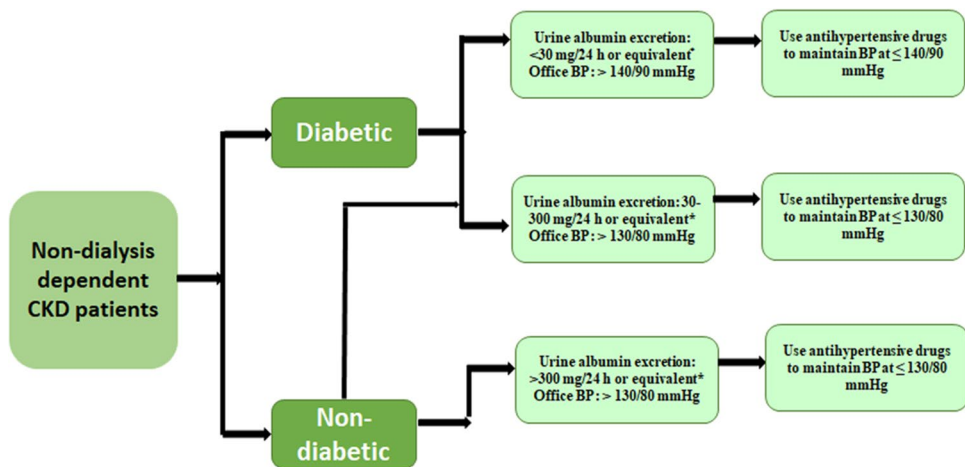 Non-dialysis
dependent
CKD patients
Diabetic
Non-
diabetic
Urine albumin excretion:
<30 mg/24 h or equivalent*
Office BP: > 140/90 mmHg
Use antihypertensive drugs
to maintain BP at ≤ 140/90
mmHg
Urine albumin excretion: 30-
300 mg/24 h or equivalent*
Office BP: > 130/80 mmHg
Use antihypertensive drugs
to maintain BP at ≤ 130/80
mmHg
Urine albumin excretion:
>300 mg/24 h or equivalent*
Office BP: > 130/80 mmHg
Use antihypertensive drugs
to maintain BP at ≤ 130/80
mmHg